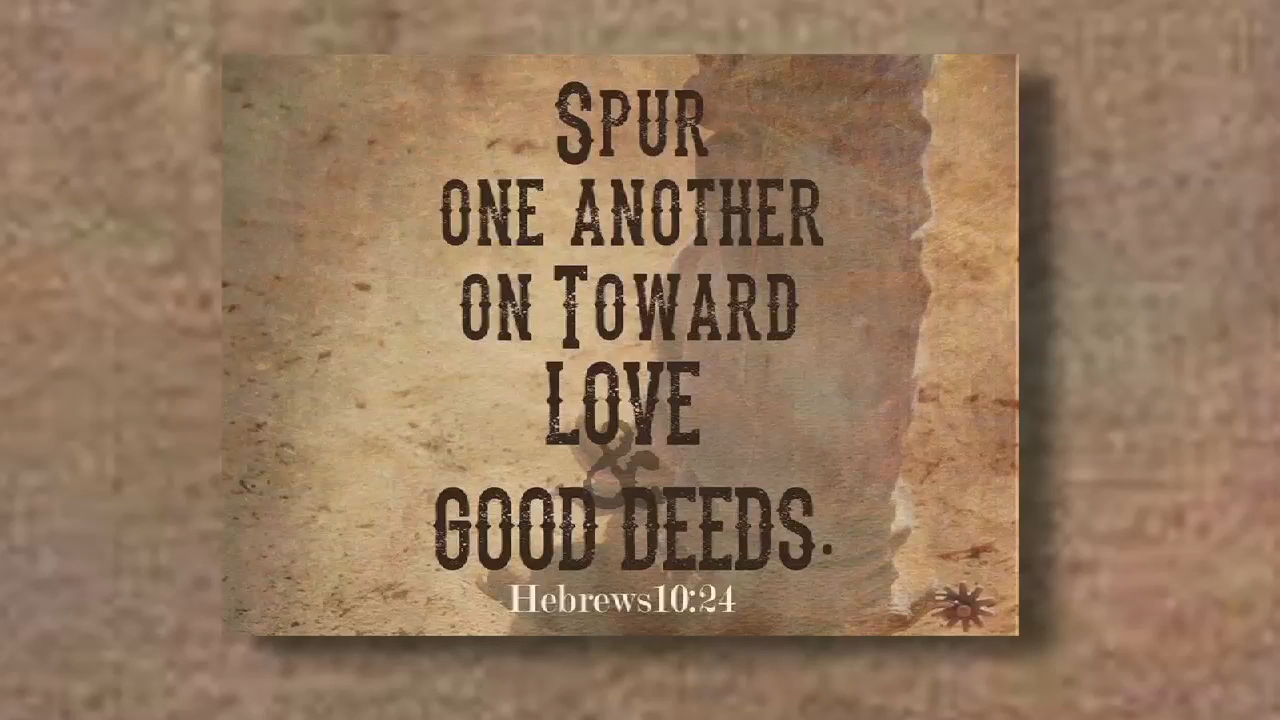 Spur
one another
on Toward
love
&
good deeds.
Hebrews10:24